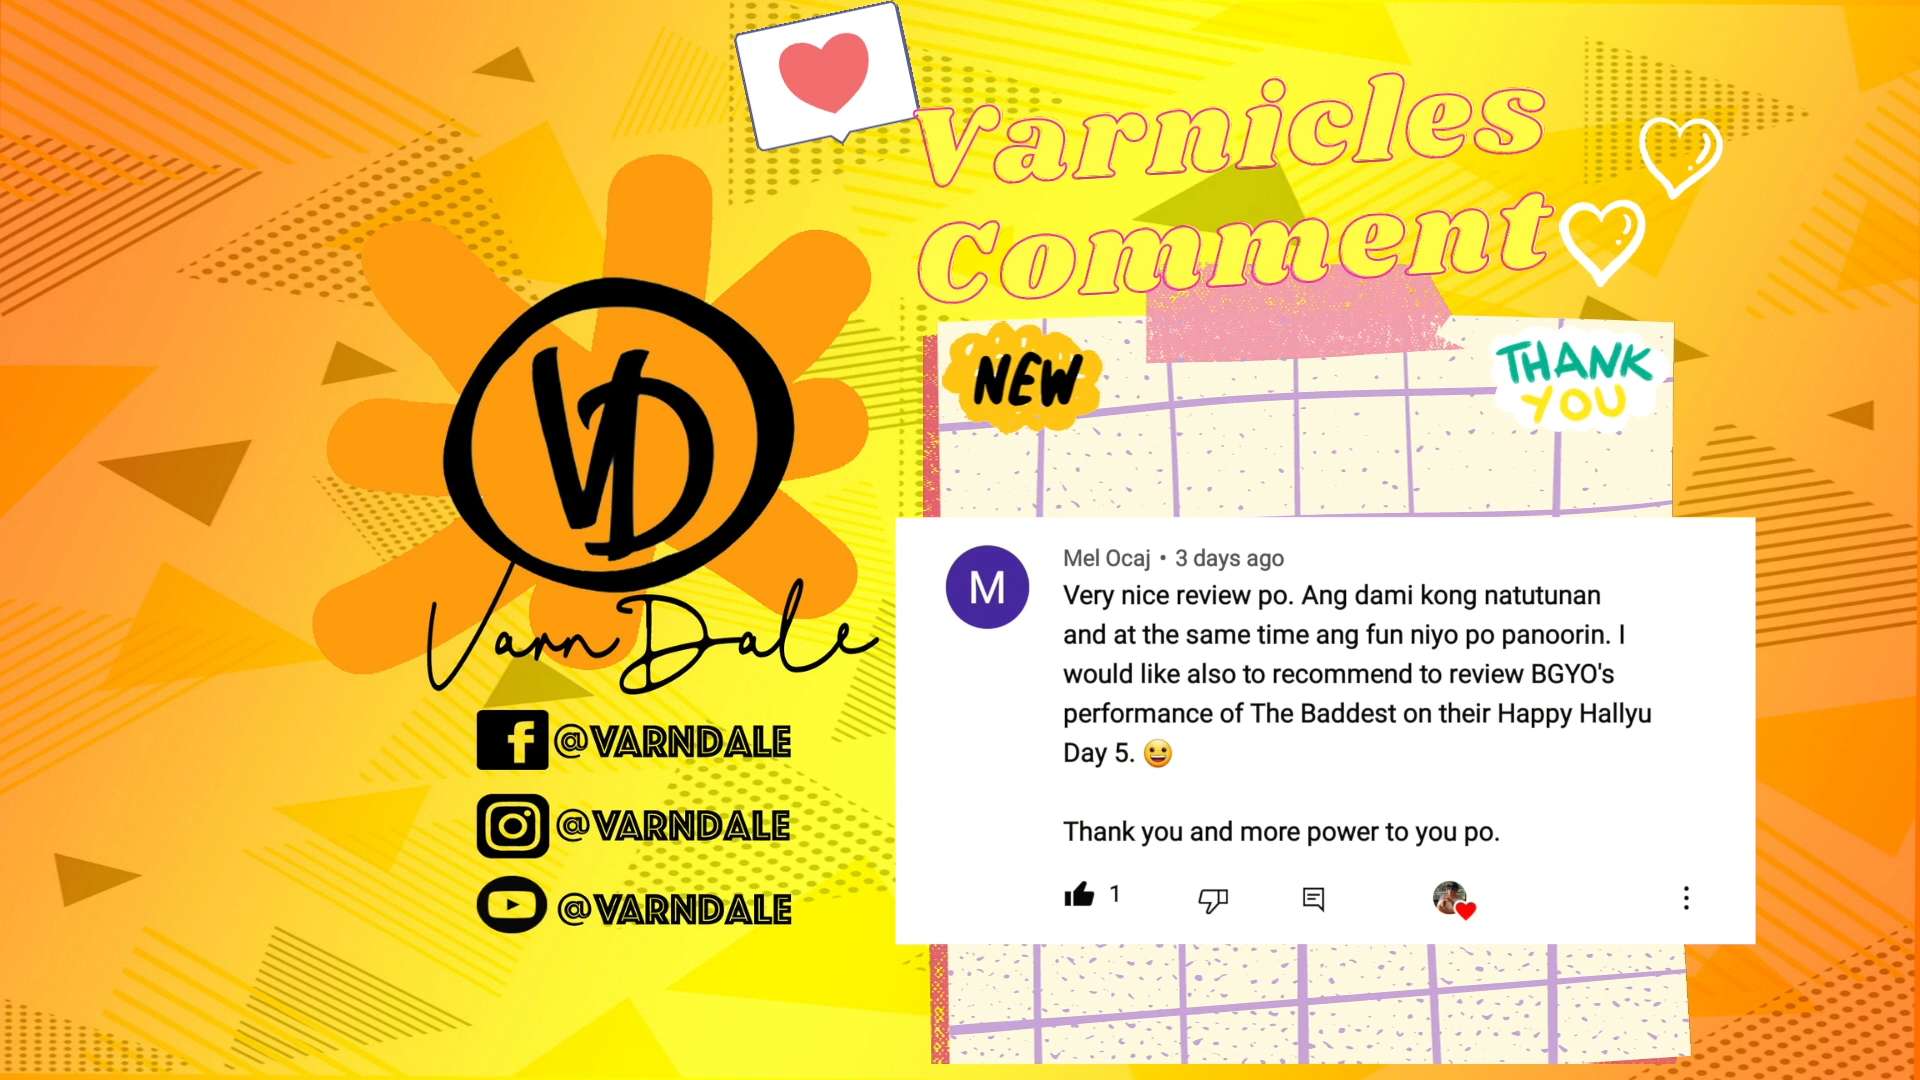 Varnicles
Comment
NEW
THANK
YOU
VD
Varn Dale
@VARNDALE
@VARNDALE
@VARNDALE
M
Mel Ocaj • 3 days ago
Very nice review po. Ang dami kong natutunan
and at the same time ang fun niyo po panoorin. I
would like also to recommend to review BGYO's
performance of The Baddest on their Happy Hallyu
Day 5. 😀
Thank you and more power to you po.
1